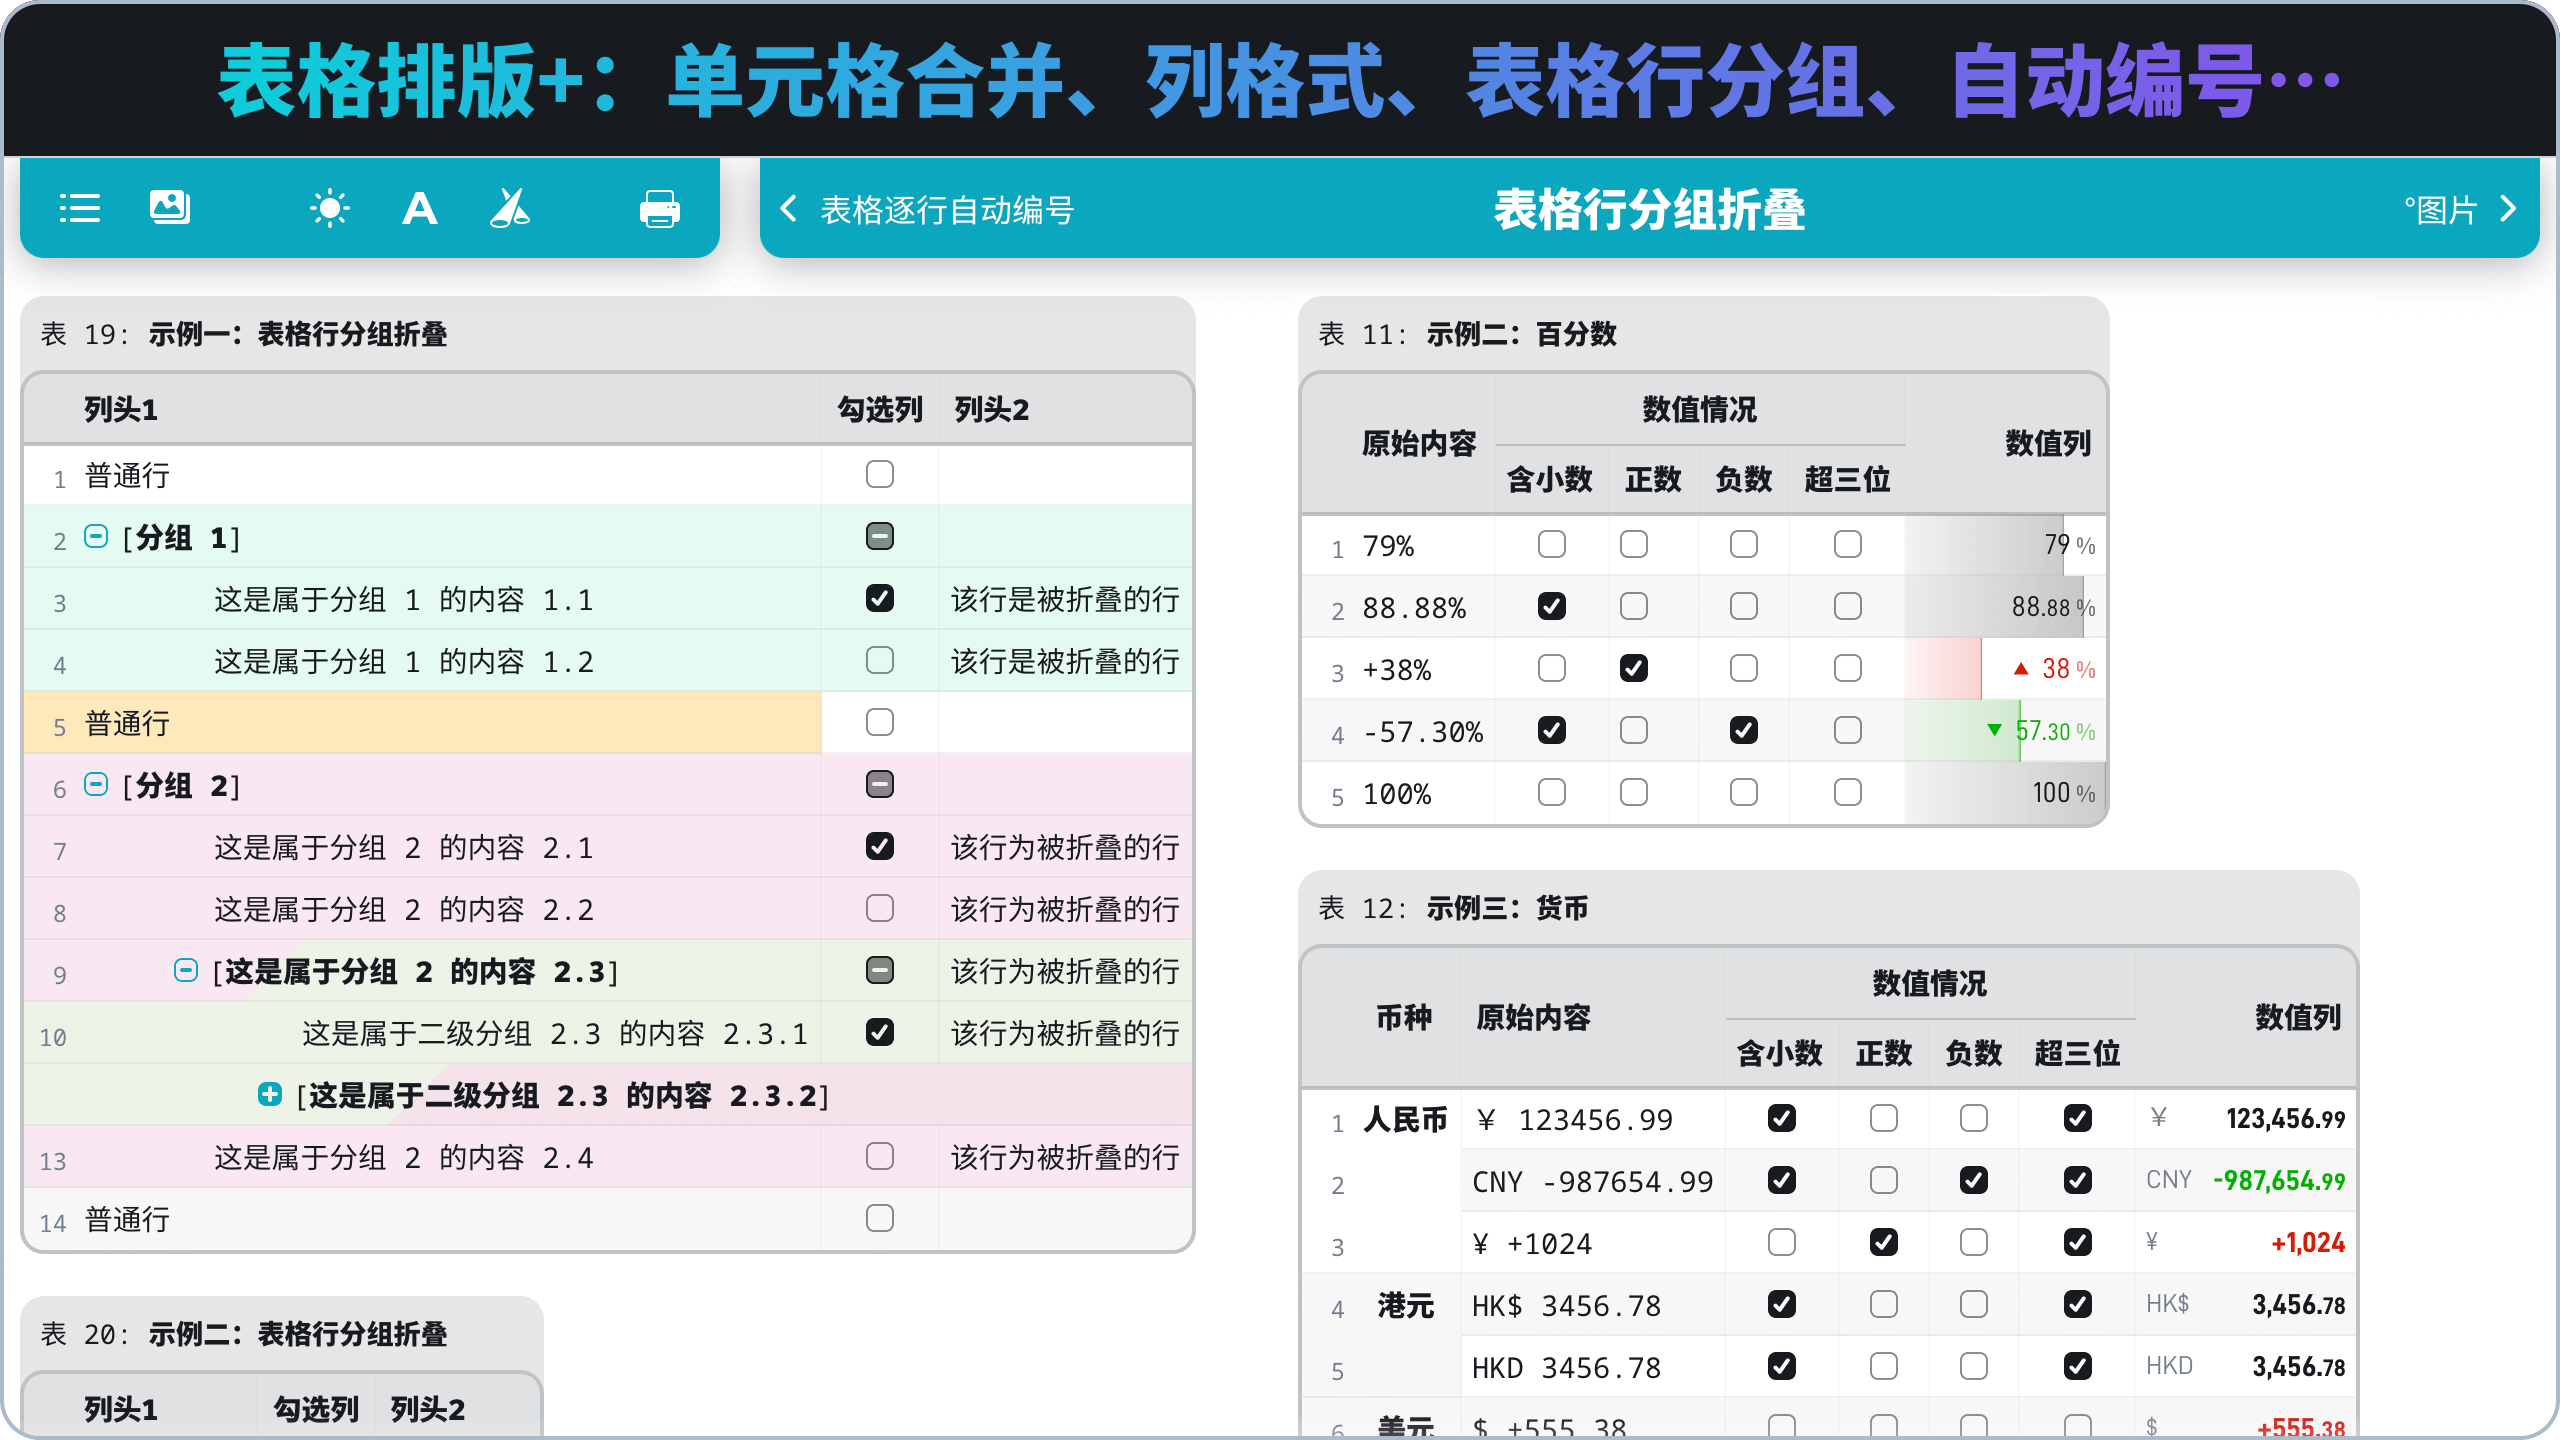 表格排版+：单元格合并、列格式、表格行分组、自动编号…
表格逐行自动编号
表格行分组折叠
°图片
表 19: 示例一：表格行分组折叠
列头1 勾选列 列头2
1 普通行
2 [分组 1]
3 这是属于分组 1 的内容 1.1 该行是被折叠的行
4 这是属于分组 1 的内容 1.2 该行是被折叠的行
5 普通行
6 [分组 2]
7 这是属于分组 2 的内容 2.1 该行为被折叠的行
8 这是属于分组 2 的内容 2.2 该行为被折叠的行
9 [这是属于分组 2 的内容 2.3] 该行为被折叠的行
10 这是属于二级分组 2.3 的内容 2.3.1 该行为被折叠的行
[这是属于二级分组 2.3 的内容 2.3.2]
13 这是属于分组 2 的内容 2.4 该行为被折叠的行
14 普通行
表 20: 示例二：表格行分组折叠
列头1 勾选列 列头2
表 11: 示例二：百分数
原始内容 数值情况 数值列
含小数 正数 负数 超三位
1 79% 79 %
2 88.88% 88.88 %
3 +38% ▲ 38 %
4 -57.30% ▼ 57.30 %
5 100% 100 %
表 12: 示例三：货币
币种 原始内容 数值情况 数值列
含小数 正数 负数 超三位
1 人民币 ￥ 123456.99 ￥ 123,456.99
2 CNY -987654.99 CNY -987,654.99
3 ¥ +1024 ¥ +1,024
4 港元 HK$ 3456.78 HK$ 3,456.78
5 HKD 3456.78 HKD 3,456.78
6 美元 $ +555.38 $ +555.38